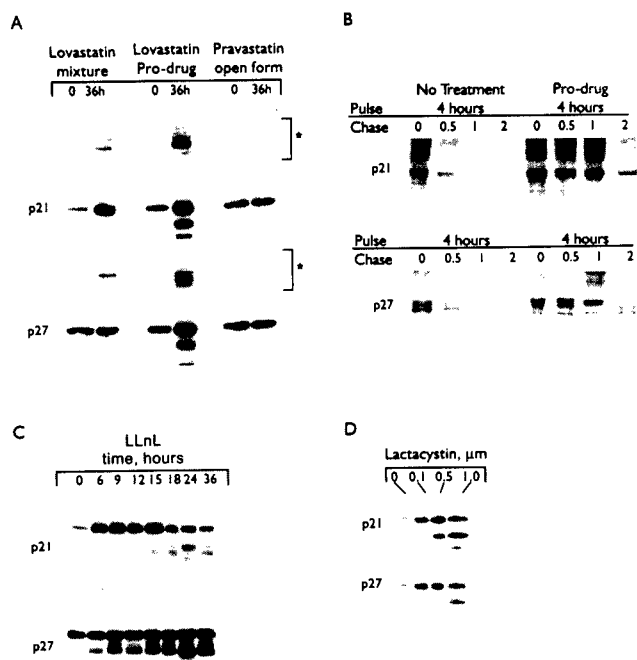 A
Lovastatin mixture Lovastatin Pro-drug Pravastatin open form
0 36h 0 36h 0 36h
*
p21
*
p27
B
No Treatment Pro-drug
Pulse 4 hours 4 hours
Chase 0 0.5 1 2 0 0.5 1 2
p21
Pulse 4 hours 4 hours
Chase 0 0.5 1 2 0 0.5 1 2
p27
C
LLnL
time, hours
0 6 9 12 15 18 24 36
p21
p27
D
Lactacystin, μm
0 0.1 0.5 1.0
p21
p27